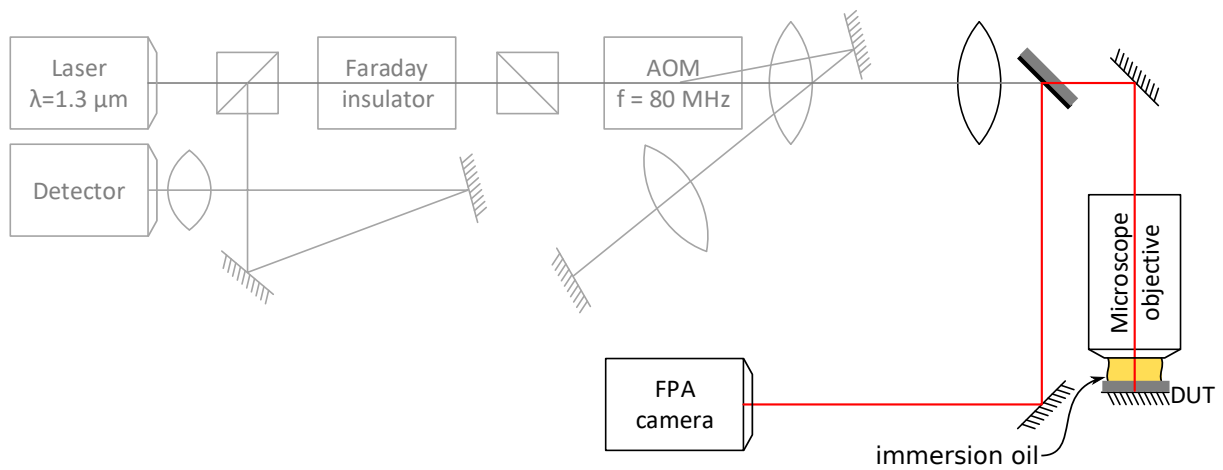 Laser
λ=1.3 μm
Faraday
insulator
AOM
f = 80 MHz
Detector
Microscope
objective
FPA
camera
DUT
immersion oil